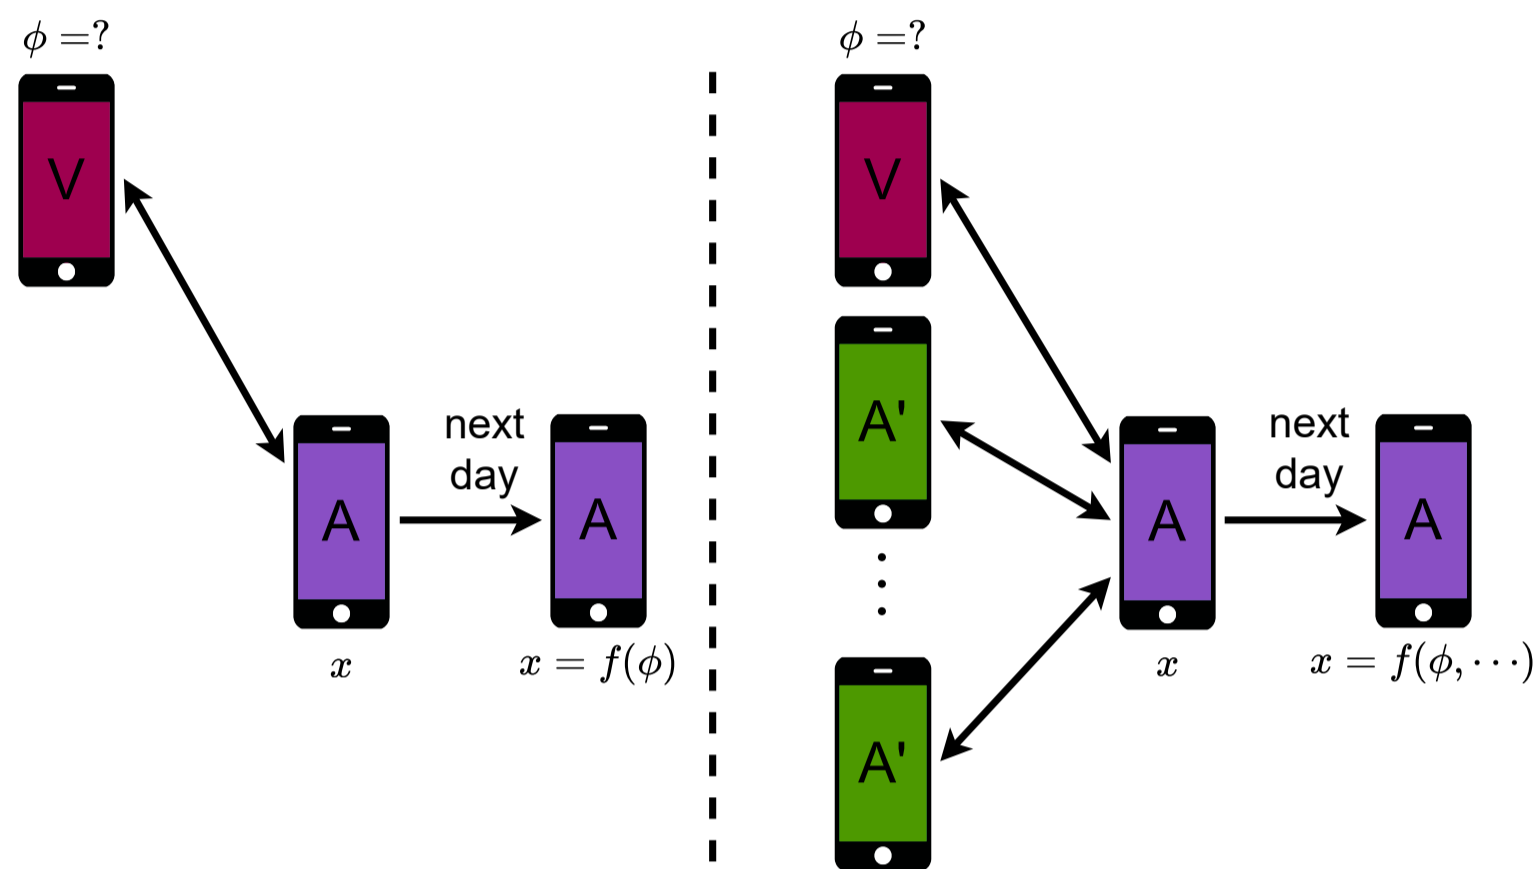 ϕ =?
V
A
next
day
A
x
x = f(ϕ)
ϕ =?
V
A'
A
next
day
A
x
x = f(ϕ, ⋯)
A'